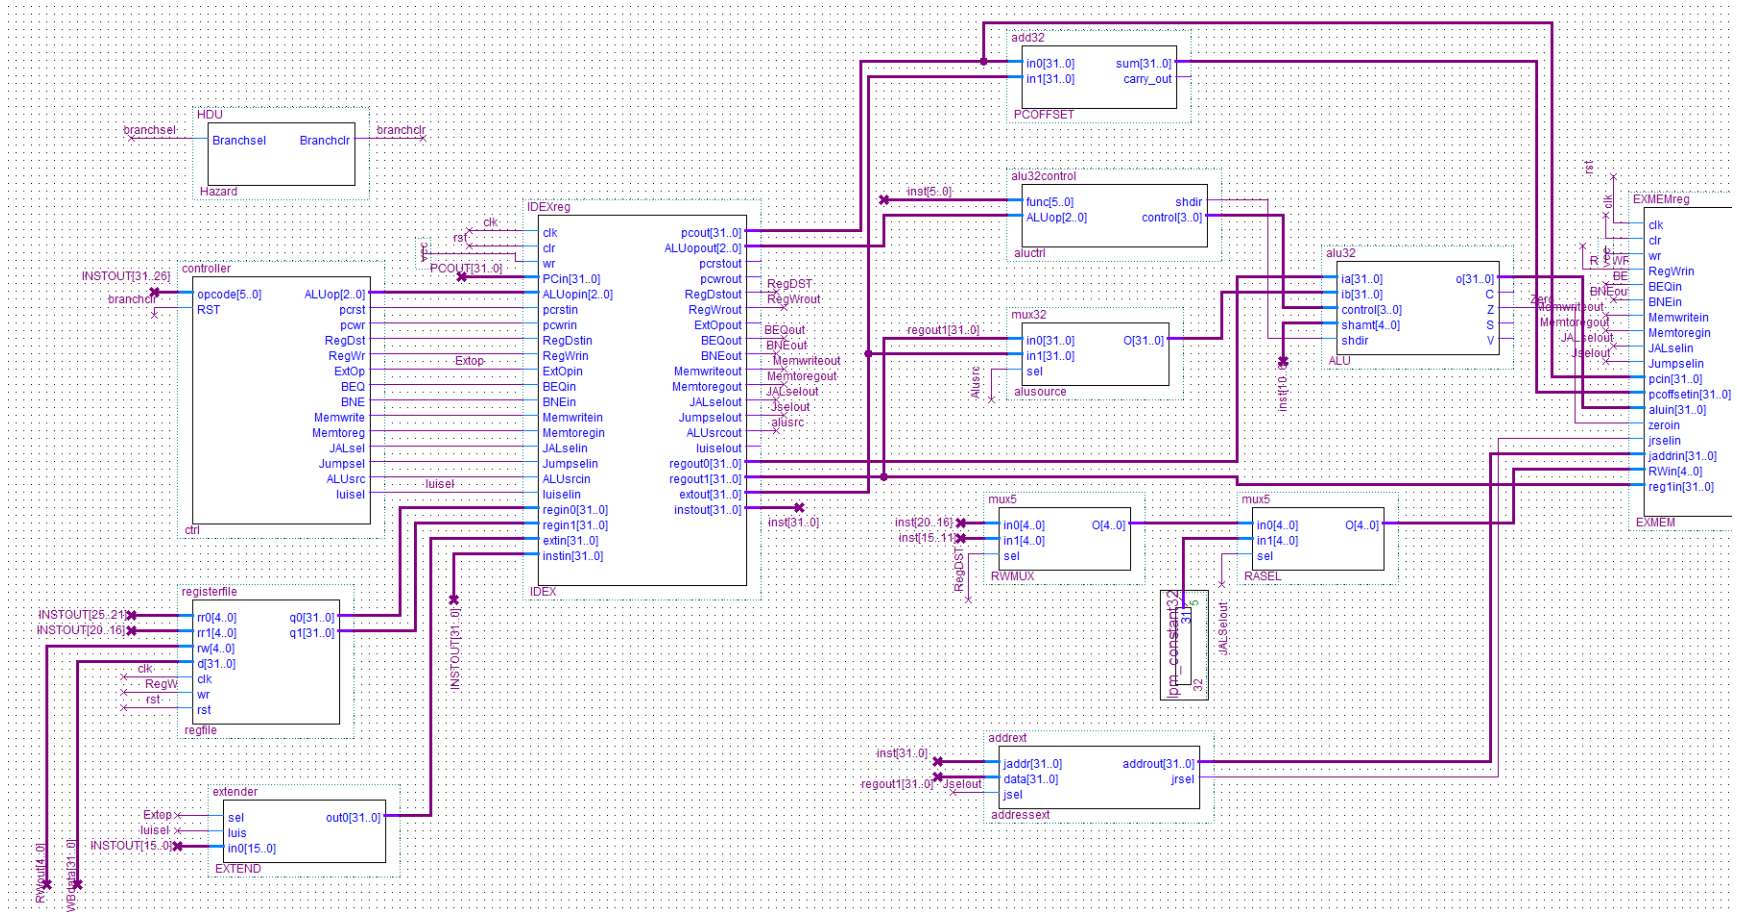 add32
in0[31..0]
in1[31..0]
sum[31..0]
carry_out
PCOFFSET
HDU
branchsel
Branchsel
Branchclr
branchclr
Hazard
alu32control
inst[5..0]
func[5..0]
ALUop[2..0]
shdir
control[3..0]
aluctrl
IDEXreg
clk
rst
PCOUT[31..0]
clk
clr
wr
PCin[31..0]
ALUopin[2..0]
pcrstin
pcwrin
RegDstin
RegWrin
ExtOpin
BEQin
BNEin
Memwritein
Memtoregin
JALselin
Jumpselin
ALUsrcin
luiselin
regin0[31..0]
regin1[31..0]
extin[31..0]
instin[31..0]
pcout[31..0]
ALUopout[2..0]
pcrstout
pcwrout
RegDstout
RegWrout
ExtOpout
BEQout
BNEout
Memwriteout
Memtoregout
JALselout
Jumpselout
ALUsrcout
luiselout
regout0[31..0]
regout1[31..0]
extout[31..0]
instout[31..0]
IDEX
RegDST
RegWrout
BEQout
BNEout
Memwriteout
Memtoregout
JALselout
Jselout
alusrc
inst[31..0]
INSTOUT[31..0]
INSTOUT[31..26]
controller
opcode[5..0]
RST
ALUop[2..0]
pcrst
pcwr
RegDst
RegWr
ExtOp
BEQ
BNE
Memwrite
Memtoreg
JALsel
Jumpsel
ALUsrc
luisel
ctrl
Extop
luisel
mux32
regout1[31..0]
in0[31..0]
in1[31..0]
sel
O[31..0]
alusource
Alusrc
alu32
ia[31..0]
ib[31..0]
control[3..0]
shamt[4..0]
shdir
o[31..0]
C
Z
S
V
ALU
EXMEMreg
rst
clk
clk
clr
wr
RegWrin
BEQin
BNEin
Memwritein
Memtoregin
JALselin
Jumpselin
pcin[31..0]
pcoffsetin[31..0]
aluin[31..0]
zeroin
jrselin
jaddrin[31..0]
RWin[4..0]
reg1in[31..0]
EXMEM
Zero
Memwriteout
Memtoregout
JALselout
Jselout
mux5
inst[20..16]
inst[15..11]
in0[4..0]
in1[4..0]
sel
O[4..0]
RWMUX
RegDST
mux5
in0[4..0]
in1[4..0]
sel
O[4..0]
RASEL
JALSelout
lpm_constant32
31
5
32
registerfile
INSTOUT[25..21]
INSTOUT[20..16]
rr0[4..0]
rr1[4..0]
rw[4..0]
d[31..0]
clk
wr
rst
q0[31..0]
q1[31..0]
clk
RegW
rst
regfile
addrext
inst[31..0]
regout1[31..0]
Jselout
jaddr[31..0]
data[31..0]
jsel
addrout[31..0]
jrsel
addressext
extender
Extop
luisel
INSTOUT[15..0]
sel
luis
in0[15..0]
out0[31..0]
EXTEND
RWout[4..0]
WBdata[31..0]